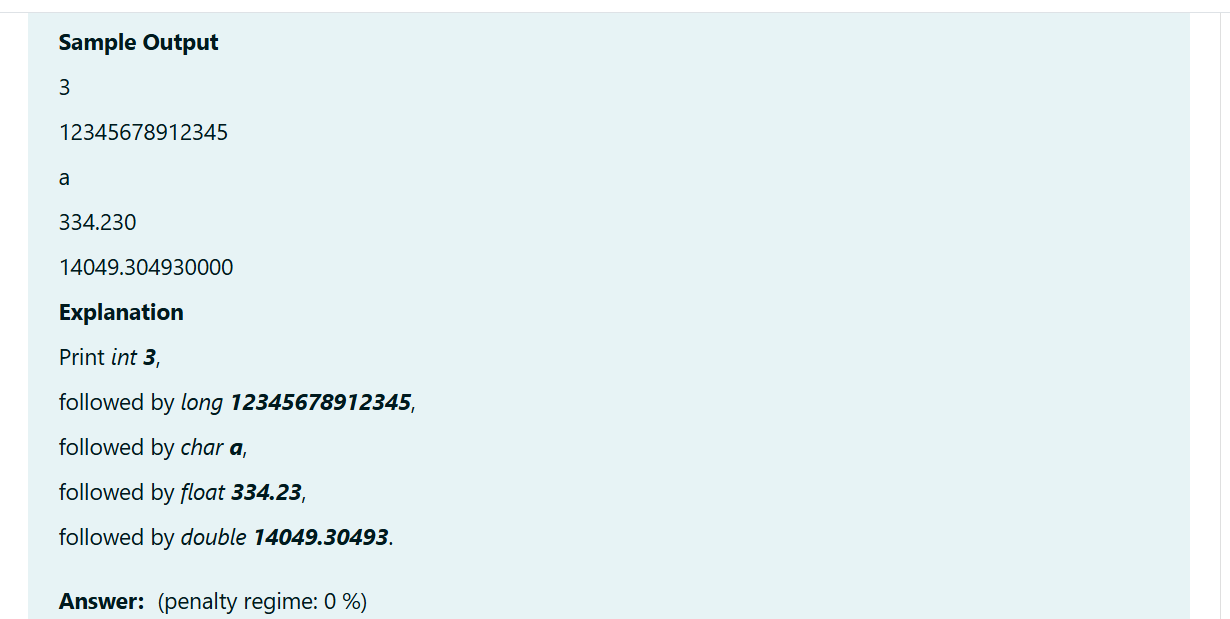 Sample Output
3
12345678912345
a
334.230
14049.304930000
Explanation
Print int 3,
followed by long 12345678912345,
followed by char a,
followed by float 334.23,
followed by double 14049.30493.
Answer: (penalty regime: 0 %)